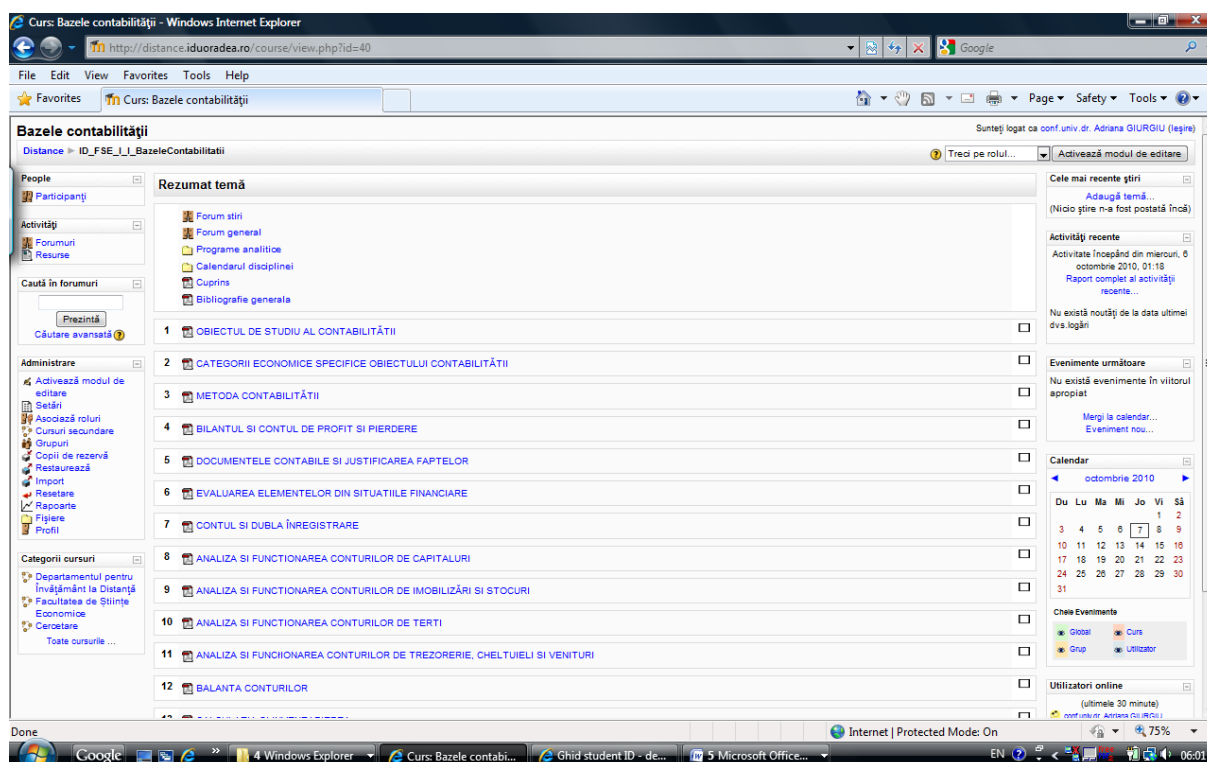 Curs: Bazele contabilităţii - Windows Internet Explorer
http://distance.iduoradea.ro/course/view.php?id=40
Google
File Edit View Favorites Tools Help
Favorites
Curs: Bazele contabilităţii
Page Safety Tools
Bazele contabilităţii
Sunteţi logat ca conf.univ.dr. Adriana GIURGIU (Ieşire)
Distance ► ID_FSE_I_I_BazeleContabilitatii
Treci pe rolul...
Activează modul de editare
People
Participanţi
Activităţi
Forumuri
Resurse
Caută în forumuri
Prezintă
Căutare avansată
Administrare
Activează modul de
editare
Setări
Asociază roluri
Cursuri secundare
Grupuri
Copii de rezervă
Restaurează
Import
Resetare
Rapoarte
Fişiere
Profil
Categorii cursuri
Departamentul pentru
Învăţământ la Distanţă
Facultatea de Ştiinţe
Economice
Cercetare
Toate cursurile ...
Rezumat temă
Forum stiri
Forum general
Programe analitice
Calendarul disciplinei
Cuprins
Bibliografie generala
1 OBIECTUL DE STUDIU AL CONTABILITĂTII
2 CATEGORII ECONOMICE SPECIFICE OBIECTULUI CONTABILITĂTII
3 METODA CONTABILITĂTII
4 BILANTUL SI CONTUL DE PROFIT SI PIERDERE
5 DOCUMENTELE CONTABILE SI JUSTIFICAREA FAPTELOR
6 EVALUAREA ELEMENTELOR DIN SITUATIILE FINANCIARE
7 CONTUL SI DUBLA ÎNREGISTRARE
8 ANALIZA SI FUNCTIONAREA CONTURILOR DE CAPITALURI
9 ANALIZA SI FUNCTIONAREA CONTURILOR DE IMOBILIZĂRI SI STOCURI
10 ANALIZA SI FUNCTIONAREA CONTURILOR DE TERTI
11 ANALIZA SI FUNCIIONAREA CONTURILOR DE TREZORERIE, CHELTUIELI SI VENITURI
12 BALANTA CONTURILOR
Cele mai recente ştiri
Adaugă temă...
(Nicio ştire n-a fost postată încă)
Activităţi recente
Activitate începând din miercuri, 6
octombrie 2010, 01:18
Raport complet al activităţii
recente...
Nu există noutăţi de la data ultimei
dvs.logări
Evenimente următoare
Nu există evenimente în viitorul
apropiat
Mergi la calendar...
Eveniment nou...
Calendar
◄ octombrie 2010 ►
Du Lu Ma Mi Jo Vi Sâ
1 2
3 4 5 6 7 8 9
10 11 12 13 14 15 16
17 18 19 20 21 22 23
24 25 26 27 28 29 30
31
Cheie Evenimente
Global Curs
Grup Utilizator
Utilizatori online
(ultimele 30 minute)
conf.univ.dr. Adriana GIURGIU
Done
Internet | Protected Mode: On
75%
Google
4 Windows Explorer
Curs: Bazele contabi...
Ghid student ID - de...
5 Microsoft Office...
EN
06:01